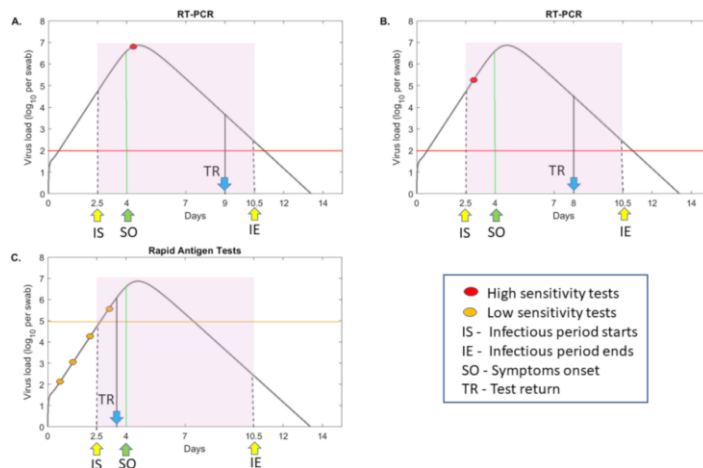 A.
RT-PCR
Virus load (log10 per swab)
8
7
6
5
4
3
2
1
0
TR
0 2.5 4 7 9 10.5 12 14
Days
IS SO IE
B.
RT-PCR
Virus load (log10 per swab)
8
7
6
5
4
3
2
1
0
TR
0 2.5 4 8 10.5 12 14
Days
IS SO IE
C.
Rapid Antigen Tests
Virus load (log10 per swab)
8
7
6
5
4
3
2
1
0
TR
0 2.5 4 7 10.5 12 14
Days
IS SO IE
High sensitivity tests
Low sensitivity tests
IS - Infectious period starts
IE - Infectious period ends
SO - Symptoms onset
TR - Test return